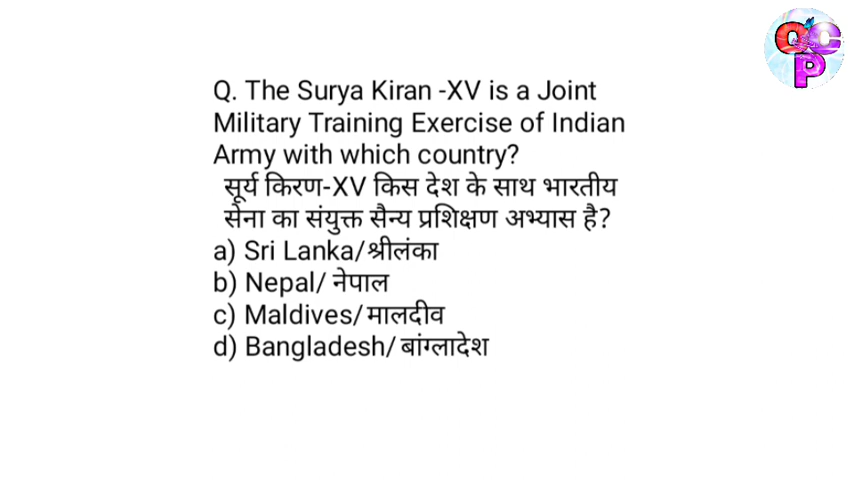 QCP
Q. The Surya Kiran -XV is a Joint
Military Training Exercise of Indian
Army with which country?
सूर्य किरण-XV किस देश के साथ भारतीय
सेना का संयुक्त सैन्य प्रशिक्षण अभ्यास है?
a) Sri Lanka/श्रीलंका
b) Nepal/ नेपाल
c) Maldives/मालदीव
d) Bangladesh/ बांग्लादेश